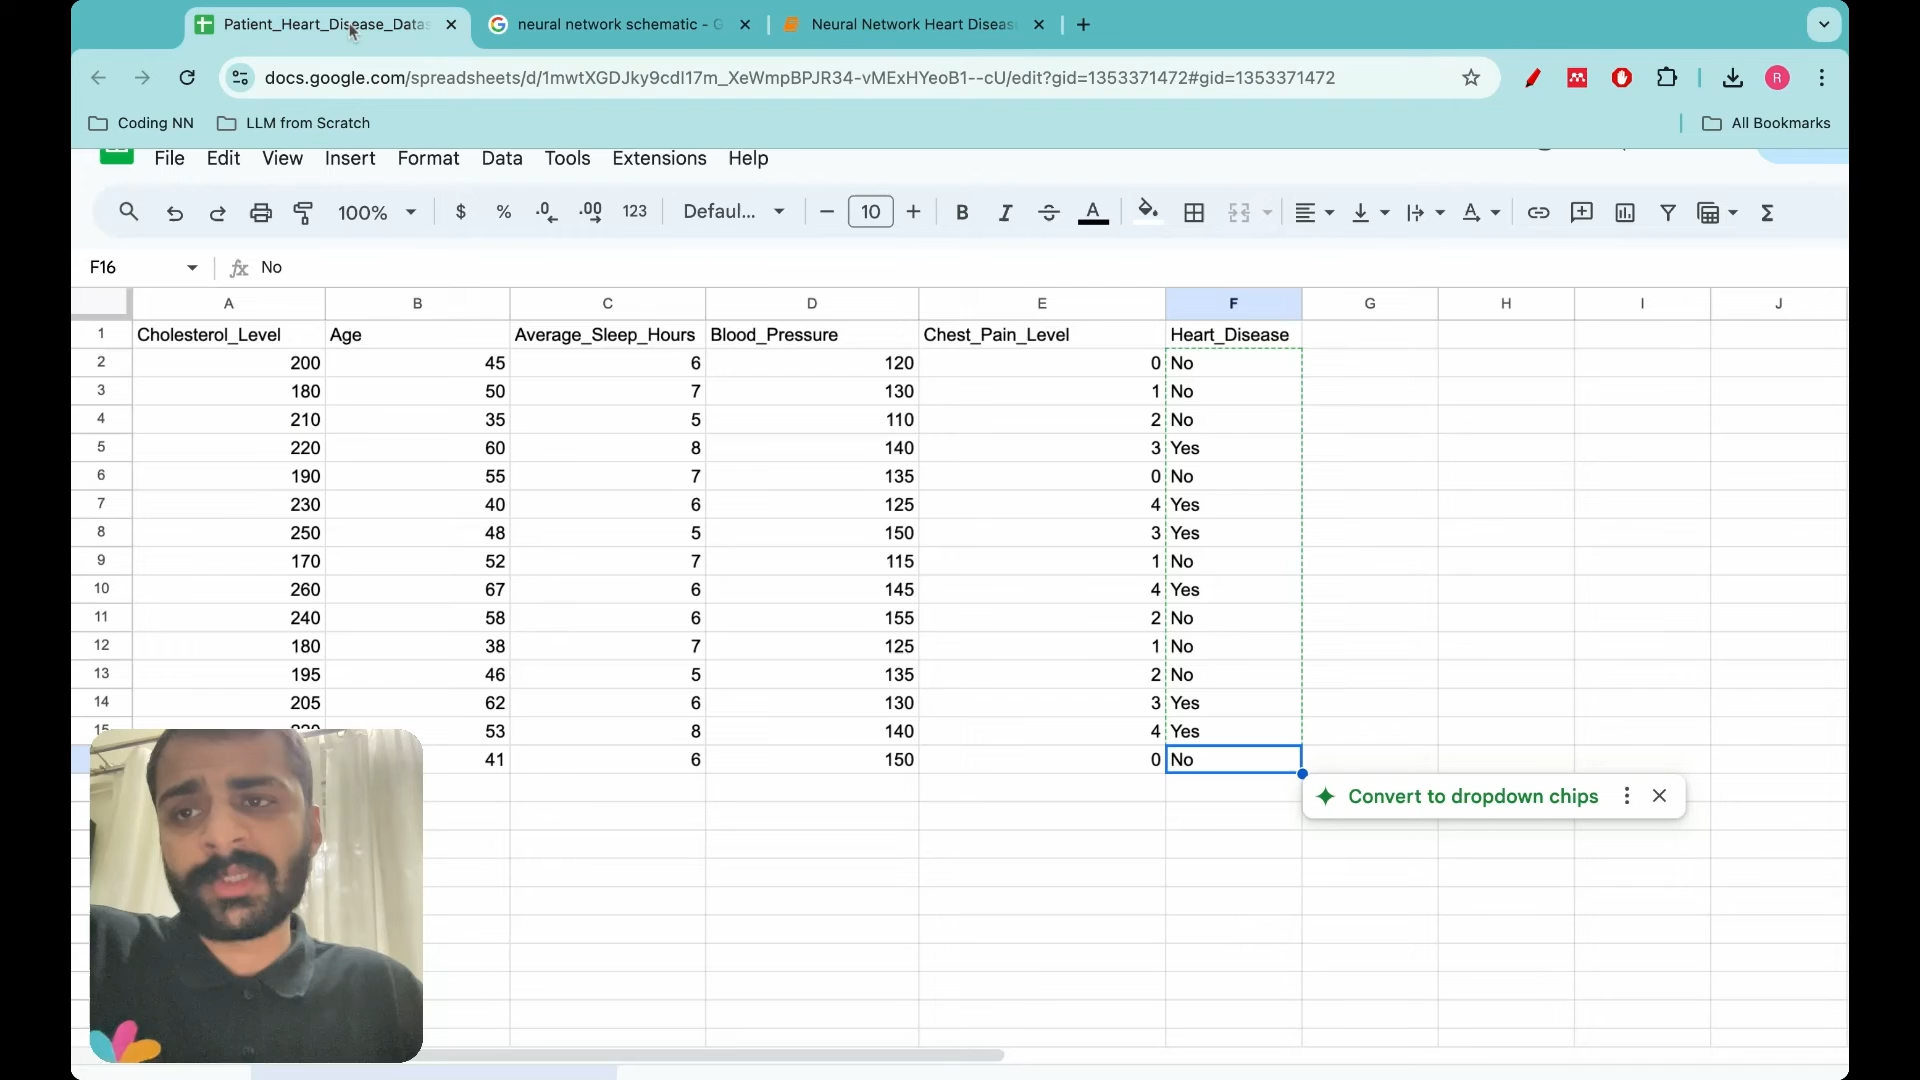 Patient_Heart_Disease_Datas
neural network schematic - G
Neural Network Heart Diseas
docs.google.com/spreadsheets/d/1mwtXGDJky9cdI17m_XeWmpBPJR34-vMExHYeoB1--cU/edit?gid=1353371472#gid=1353371472
R
Coding NN
LLM from Scratch
All Bookmarks
File Edit View Insert Format Data Tools Extensions Help
100% $ % .0 .00 123 Defaul... 10 B I S A Σ
F16 fx No
A B C D E F G H I J
1 Cholesterol_Level Age Average_Sleep_Hours Blood_Pressure Chest_Pain_Level Heart_Disease
2 200 45 6 120 0 No
3 180 50 7 130 1 No
4 210 35 5 110 2 No
5 220 60 8 140 3 Yes
6 190 55 7 135 0 No
7 230 40 6 125 4 Yes
8 250 48 5 150 3 Yes
9 170 52 7 115 1 No
10 260 67 6 145 4 Yes
11 240 58 6 155 2 No
12 180 38 7 125 1 No
13 195 46 5 135 2 No
14 205 62 6 130 3 Yes
15 53 8 140 4 Yes
41 6 150 0 No
Convert to dropdown chips